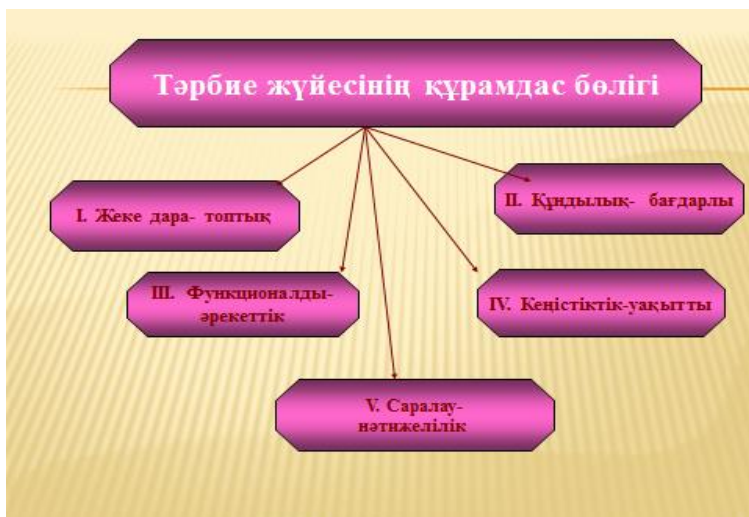 Тәрбие жүйесінің құрамдас бөлігі
I. Жеке дара- топтық
II. Құндылық- бағдарлы
III. Функционалды-
әрекеттік
IV. Кеңістіктік-уақытты
V. Саралау-
нәтижелілік